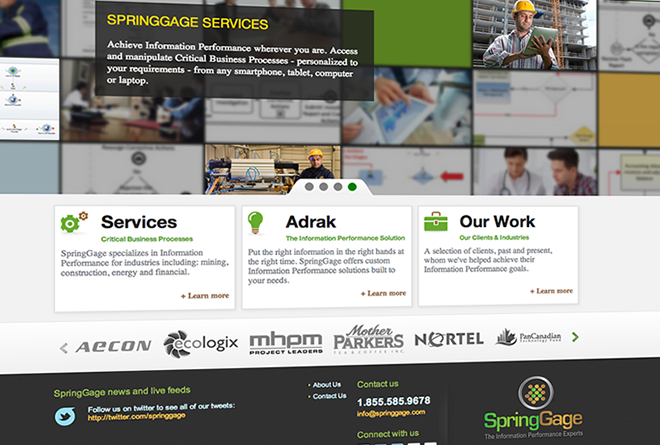 SPRINGGAGE SERVICES
Achieve Information Performance wherever you are. Access
and manipulate Critical Business Processes - personalized to
your requirements - from any smartphone, tablet, computer
or laptop.
Services
Critical Business Processes
SpringGage specializes in Information
Performance for industries including: mining,
construction, energy and financial.
+ Learn more
Adrak
The Information Performance Solution
Put the right information in the right hands at
the right time. SpringGage offers custom
Information Performance solutions built to
your needs.
+ Learn more
Our Work
Our Clients & Industries
A selection of clients, past and present,
whom we've helped achieve their
Information Performance goals.
+ Learn more
AECON
ecologix
mhpm
PROJECT LEADERS
Mother
PARKERS
TEA & COFFEE INC.
NORTEL
PanCanadian
Technology Fund
SpringGage news and live feeds
Follow us on twitter to see all of our tweets:
http://twitter.com/springgage
› About Us
› Contact Us
Contact us
1.855.585.9678
info@springgage.com
Connect with us
SpringGage
The Information Performance Experts